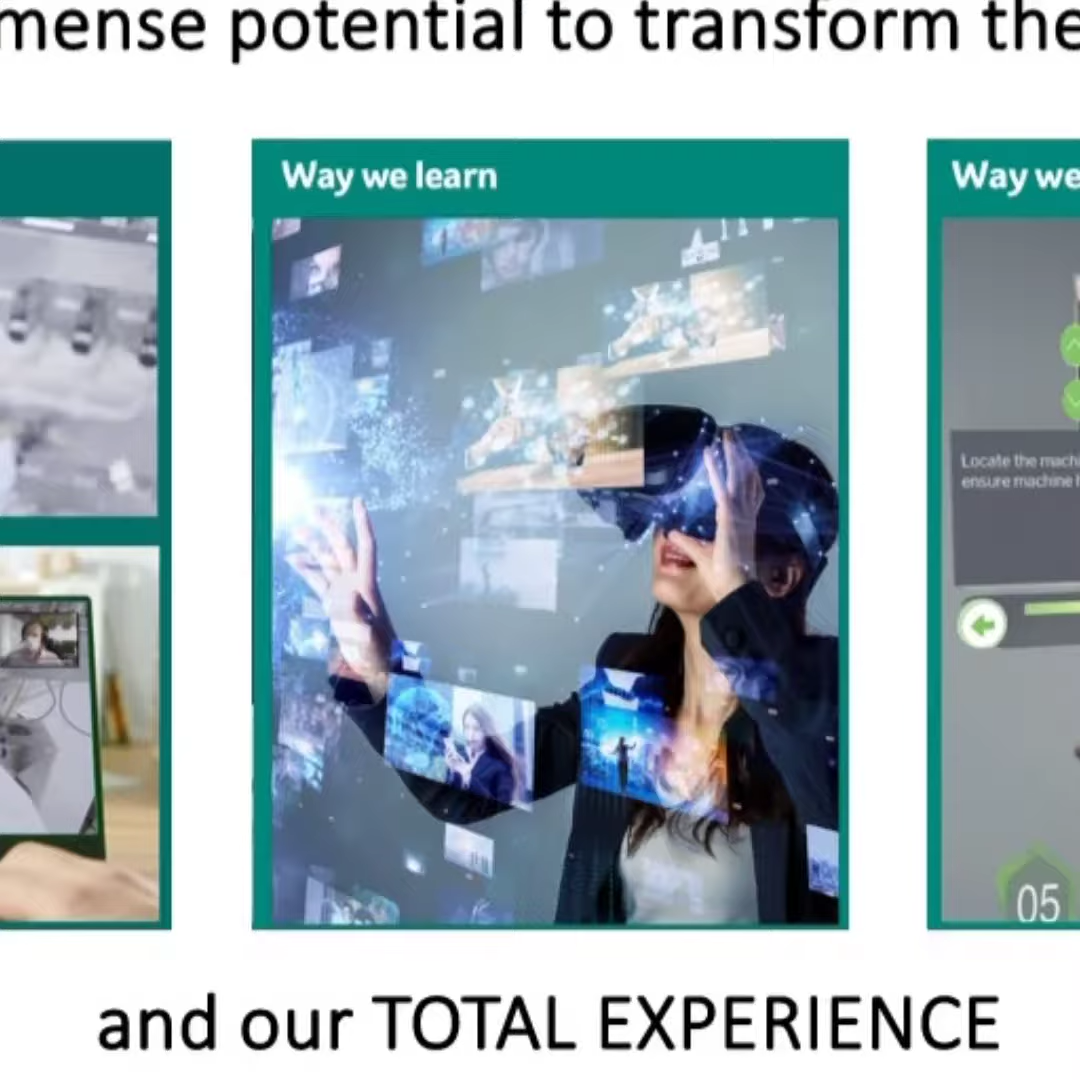 mense potential to transform the
Way we learn
Way we
Locate the machi
ensure machine h
05
and our TOTAL EXPERIENCE